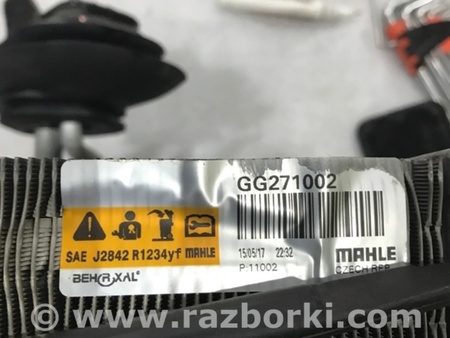 GG271002
SAE J2842 R1234yf MAHLE
15/05/17 22:32
MAHLE
BEHR XAL®
P:11002
CZECH REP
www.razborki.com